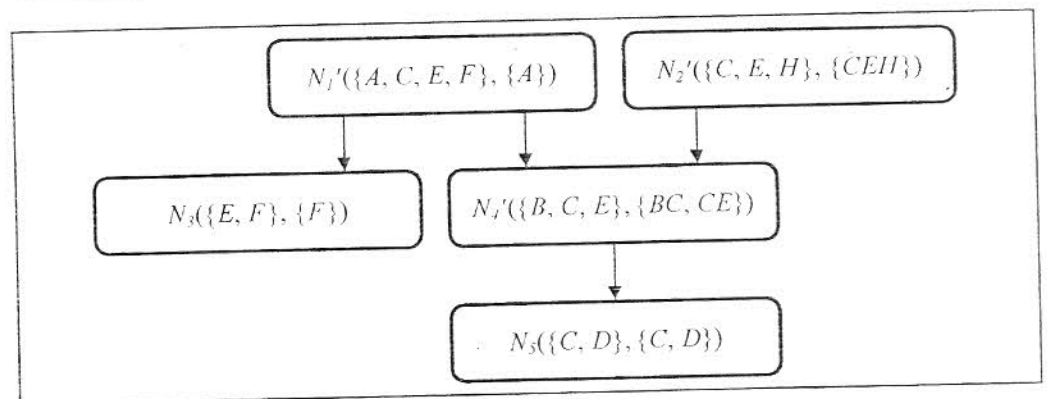 N₁'({A, C, E, F}, {A})
N₂'({C, E, H}, {CEH})
N₃({E, F}, {F})
N₄'({B, C, E}, {BC, CE})
N₅({C, D}, {C, D})